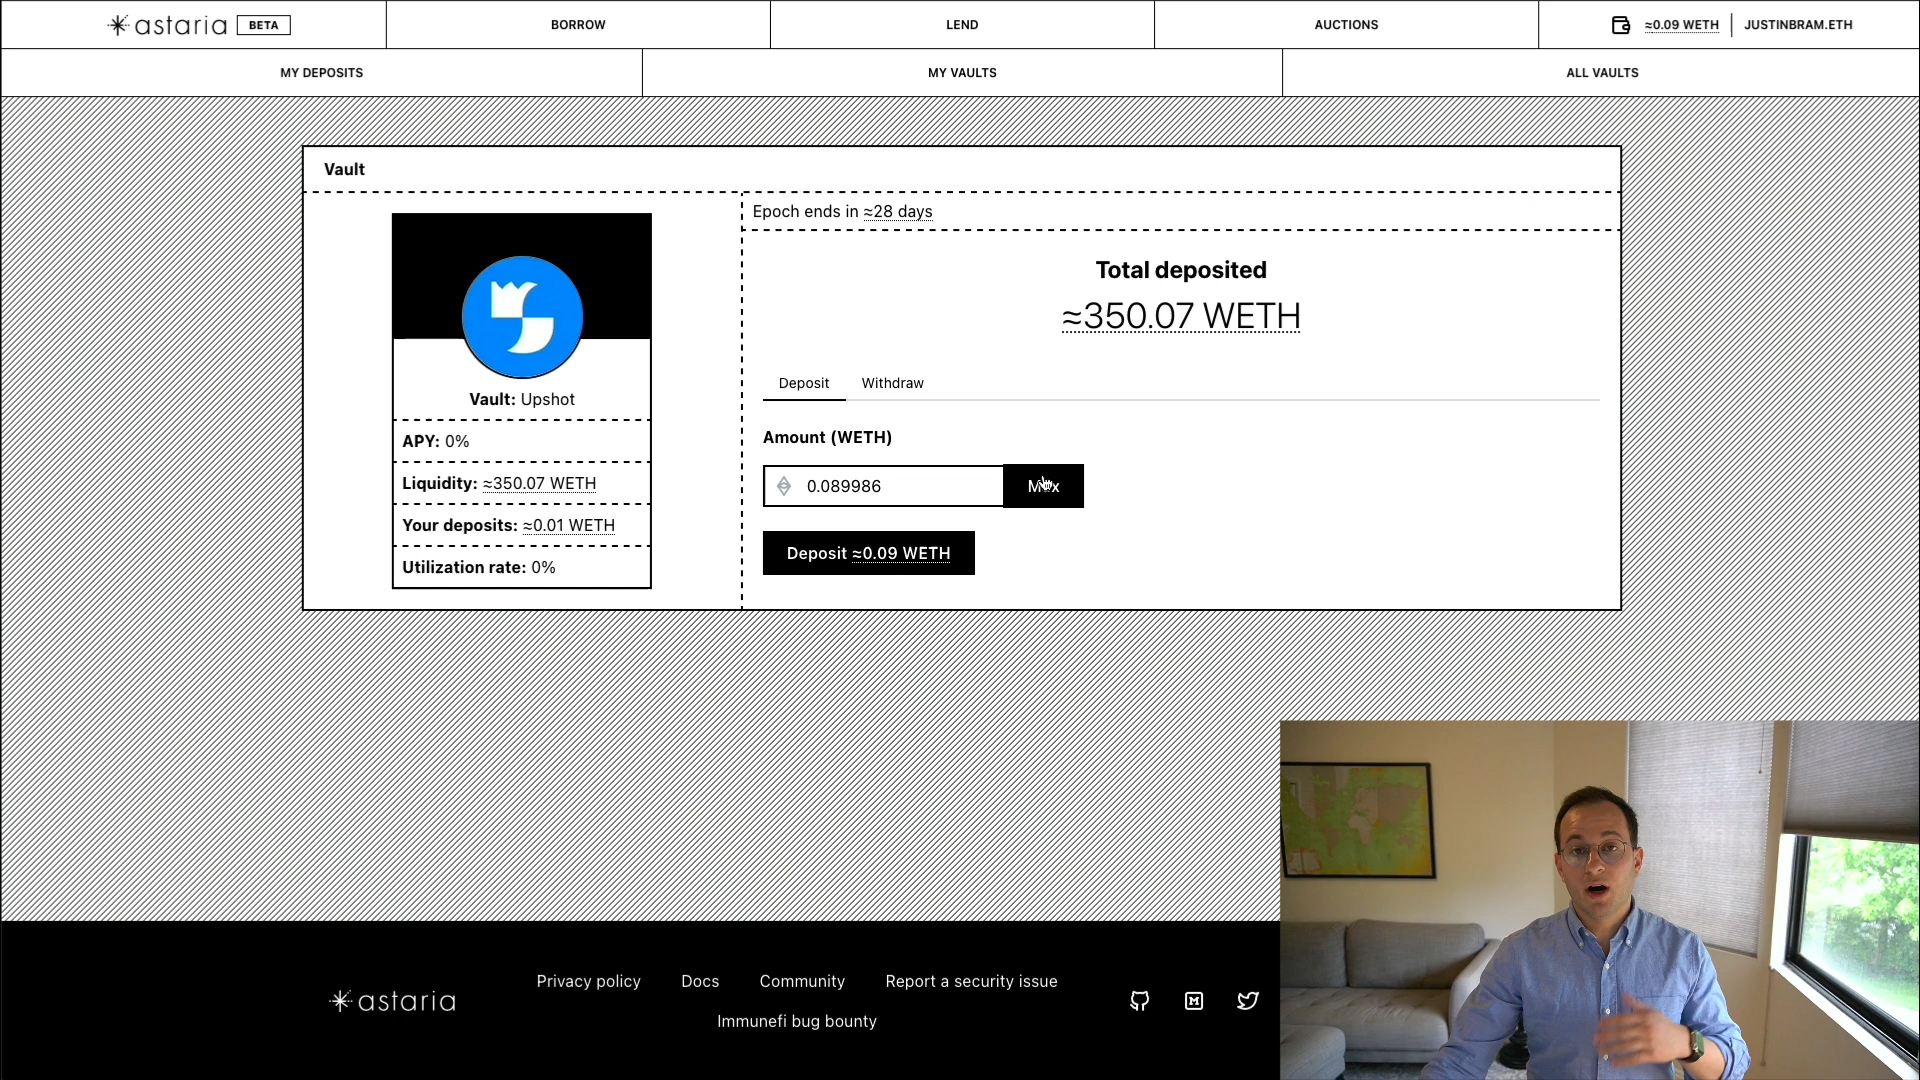 astaria BETA
BORROW
LEND
AUCTIONS
≈0.09 WETH
JUSTINBRAM.ETH
MY DEPOSITS
MY VAULTS
ALL VAULTS
Vault
Epoch ends in ≈28 days
Total deposited
≈350.07 WETH
Vault: Upshot
APY: 0%
Liquidity: ≈350.07 WETH
Your deposits: ≈0.01 WETH
Utilization rate: 0%
Deposit
Withdraw
Amount (WETH)
0.089986
Max
Deposit ≈0.09 WETH
astaria
Privacy policy
Docs
Community
Report a security issue
Immunefi bug bounty